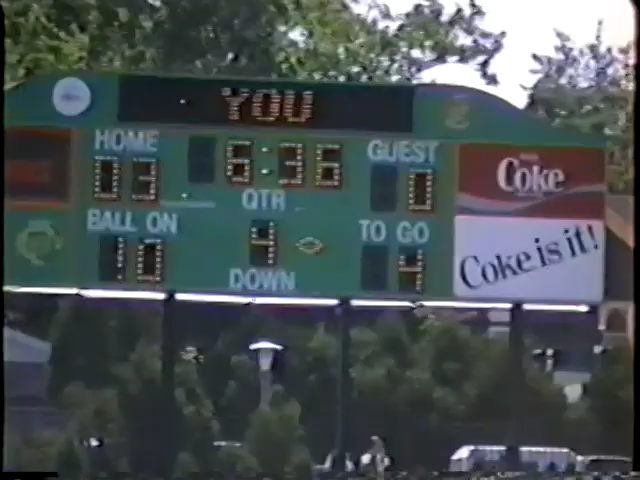 YOU
HOME 6:36 GUEST
03 0
QTR
BALL ON 4 TO GO
10 4
DOWN
Coke
Coke is it!